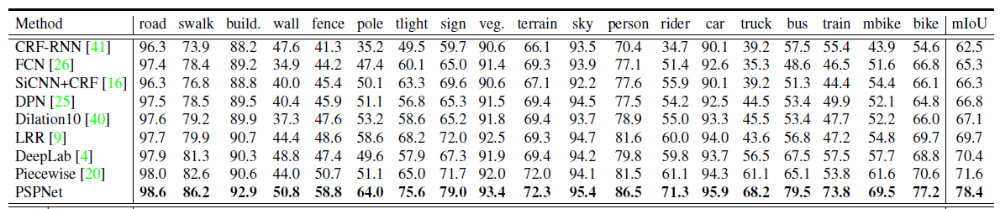 Method road swalk build. wall fence pole tlight sign veg. terrain sky person rider car truck bus train mbike bike mIoU
CRF-RNN [41] 96.3 73.9 88.2 47.6 41.3 35.2 49.5 59.7 90.6 66.1 93.5 70.4 34.7 90.1 39.2 57.5 55.4 43.9 54.6 62.5
FCN [26] 97.4 78.4 89.2 34.9 44.2 47.4 60.1 65.0 91.4 69.3 93.9 77.1 51.4 92.6 35.3 48.6 46.5 51.6 66.8 65.3
SiCNN+CRF [16] 96.3 76.8 88.8 40.0 45.4 50.1 63.3 69.6 90.6 67.1 92.2 77.6 55.9 90.1 39.2 51.3 44.4 54.4 66.1 66.3
DPN [25] 97.5 78.5 89.5 40.4 45.9 51.1 56.8 65.3 91.5 69.4 94.5 77.5 54.2 92.5 44.5 53.4 49.9 52.1 64.8 66.8
Dilation10 [40] 97.6 79.2 89.9 37.3 47.6 53.2 58.6 65.2 91.8 69.4 93.7 78.9 55.0 93.3 45.5 53.4 47.7 52.2 66.0 67.1
LRR [9] 97.7 79.9 90.7 44.4 48.6 58.6 68.2 72.0 92.5 69.3 94.7 81.6 60.0 94.0 43.6 56.8 47.2 54.8 69.7 69.7
DeepLab [4] 97.9 81.3 90.3 48.8 47.4 49.6 57.9 67.3 91.9 69.4 94.2 79.8 59.8 93.7 56.5 67.5 57.5 57.7 68.8 70.4
Piecewise [20] 98.0 82.6 90.6 44.0 50.7 51.1 65.0 71.7 92.0 72.0 94.1 81.5 61.1 94.3 61.1 65.1 53.8 61.6 70.6 71.6
PSPNet 98.6 86.2 92.9 50.8 58.8 64.0 75.6 79.0 93.4 72.3 95.4 86.5 71.3 95.9 68.2 79.5 73.8 69.5 77.2 78.4